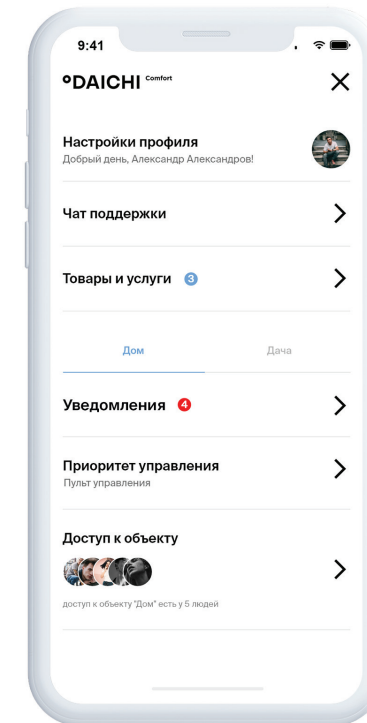 9:41
°DAICHI Comfort
Настройки профиля
Добрый день, Александр Александров!
Чат поддержки
Товары и услуги 3
Дом Дача
Уведомления 4
Приоритет управления
Пульт управления
Доступ к объекту
доступ к объекту "Дом" есть у 5 людей